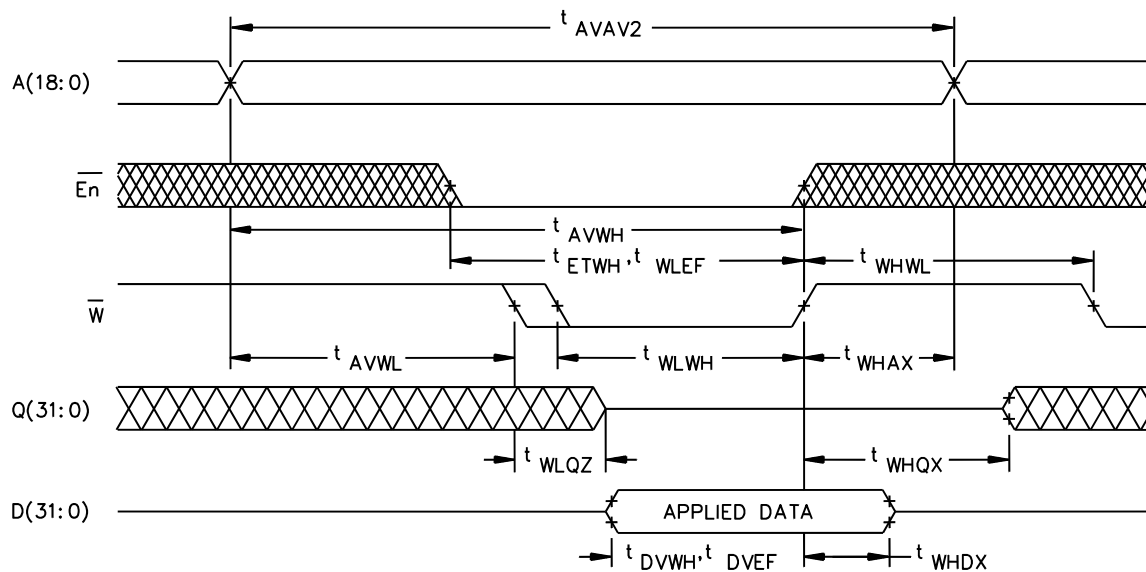 t AVAV2
A(18:0)
En
t AVWH
t ETWH, t WLEF
t WHWL
W
t AVWL
t WLWH
t WHAX
Q(31:0)
t WLQZ
t WHQX
D(31:0)
APPLIED DATA
t DVWH, t DVEF
t WHDX